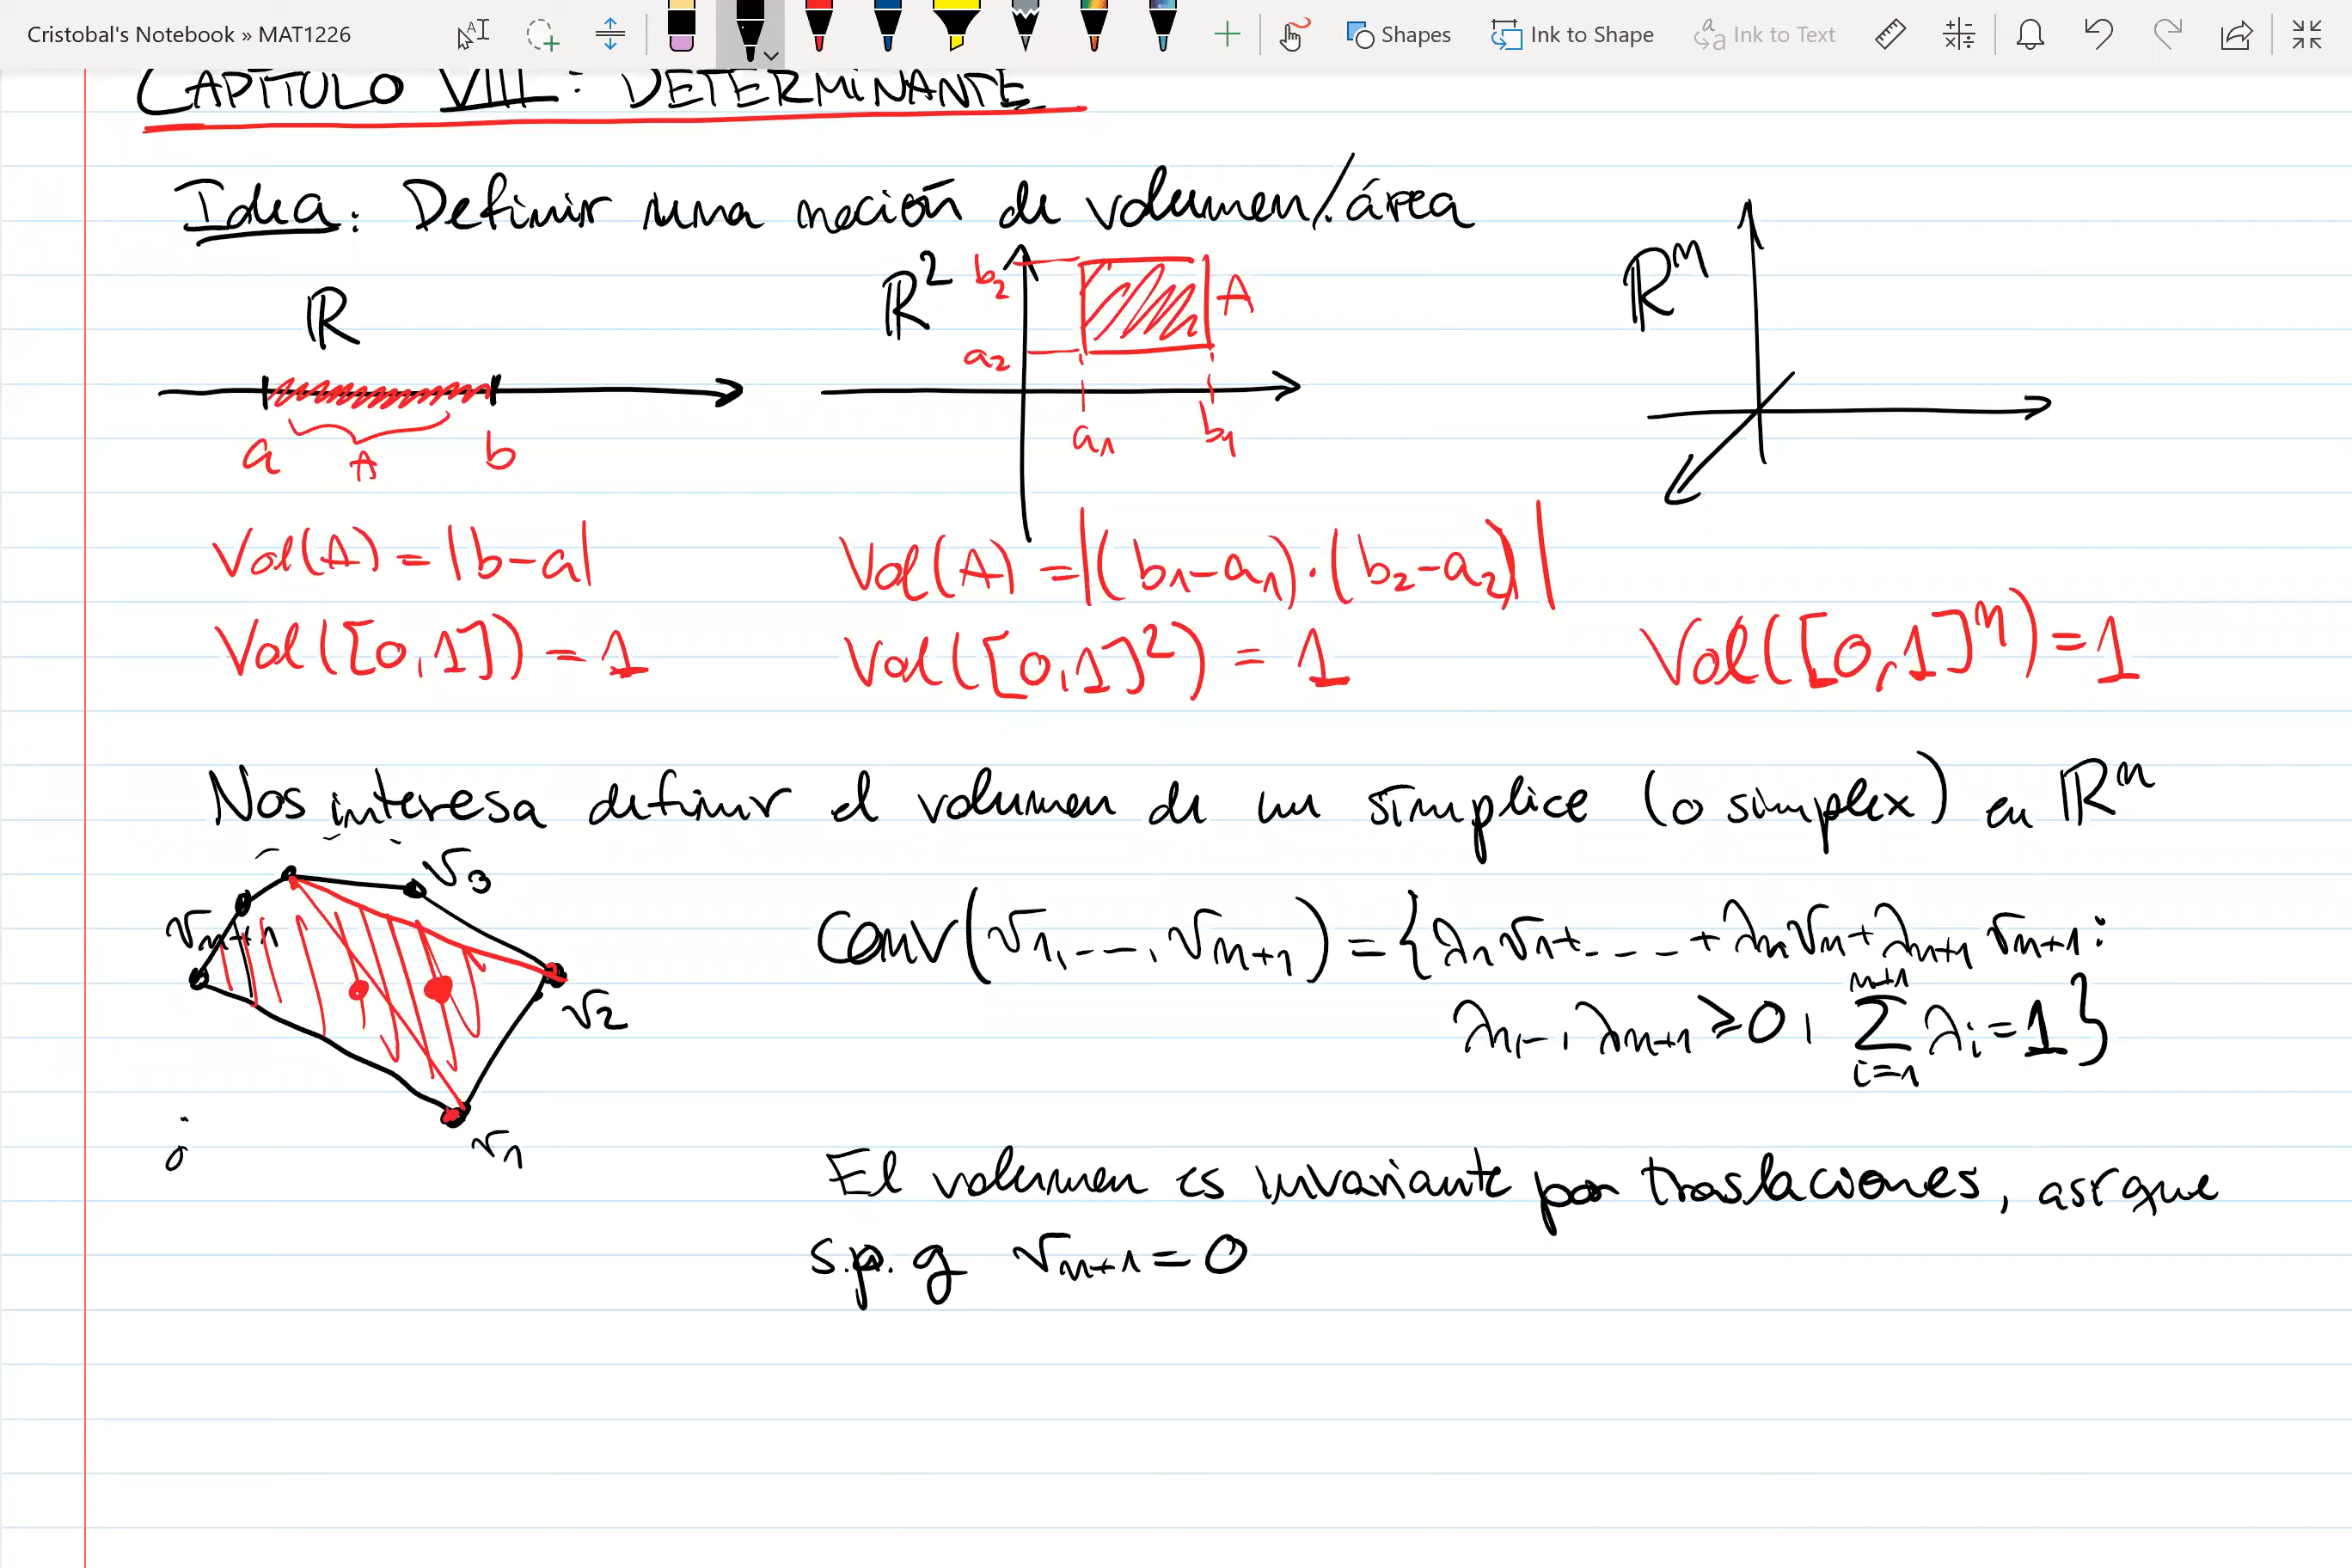 Cristobal's Notebook » MAT1226
Shapes
Ink to Shape
Ink to Text
CAPÍTULO VIII: DETERMINANTE
Idea: Definir una noción de volumen/área
ℝ
ℝ²
ℝⁿ
b₂
A
a₂
a
A
b
a₁
b₁
Vol(A) = |b-a|
Vol(A) = |(b₁-a₁)·(b₂-a₂)|
Vol([0,1]) = 1
Vol([0,1]²) = 1
Vol([0,1]ⁿ) = 1
Nos interesa definir el volumen de un simplice (o simplex) en ℝⁿ
v₃
vₙ₊₁
v₂
v₁
Conv(v₁,--,vₙ₊₁) = {λ₁v₁+----+λₙvₙ+λₙ₊₁vₙ₊₁:
λ₁,-,λₙ₊₁ ≥ 0, ∑ᵢ₌₁ⁿ⁺¹ λᵢ = 1}
El volumen es invariante por traslaciones, así que
s.p.g vₙ₊₁ = 0